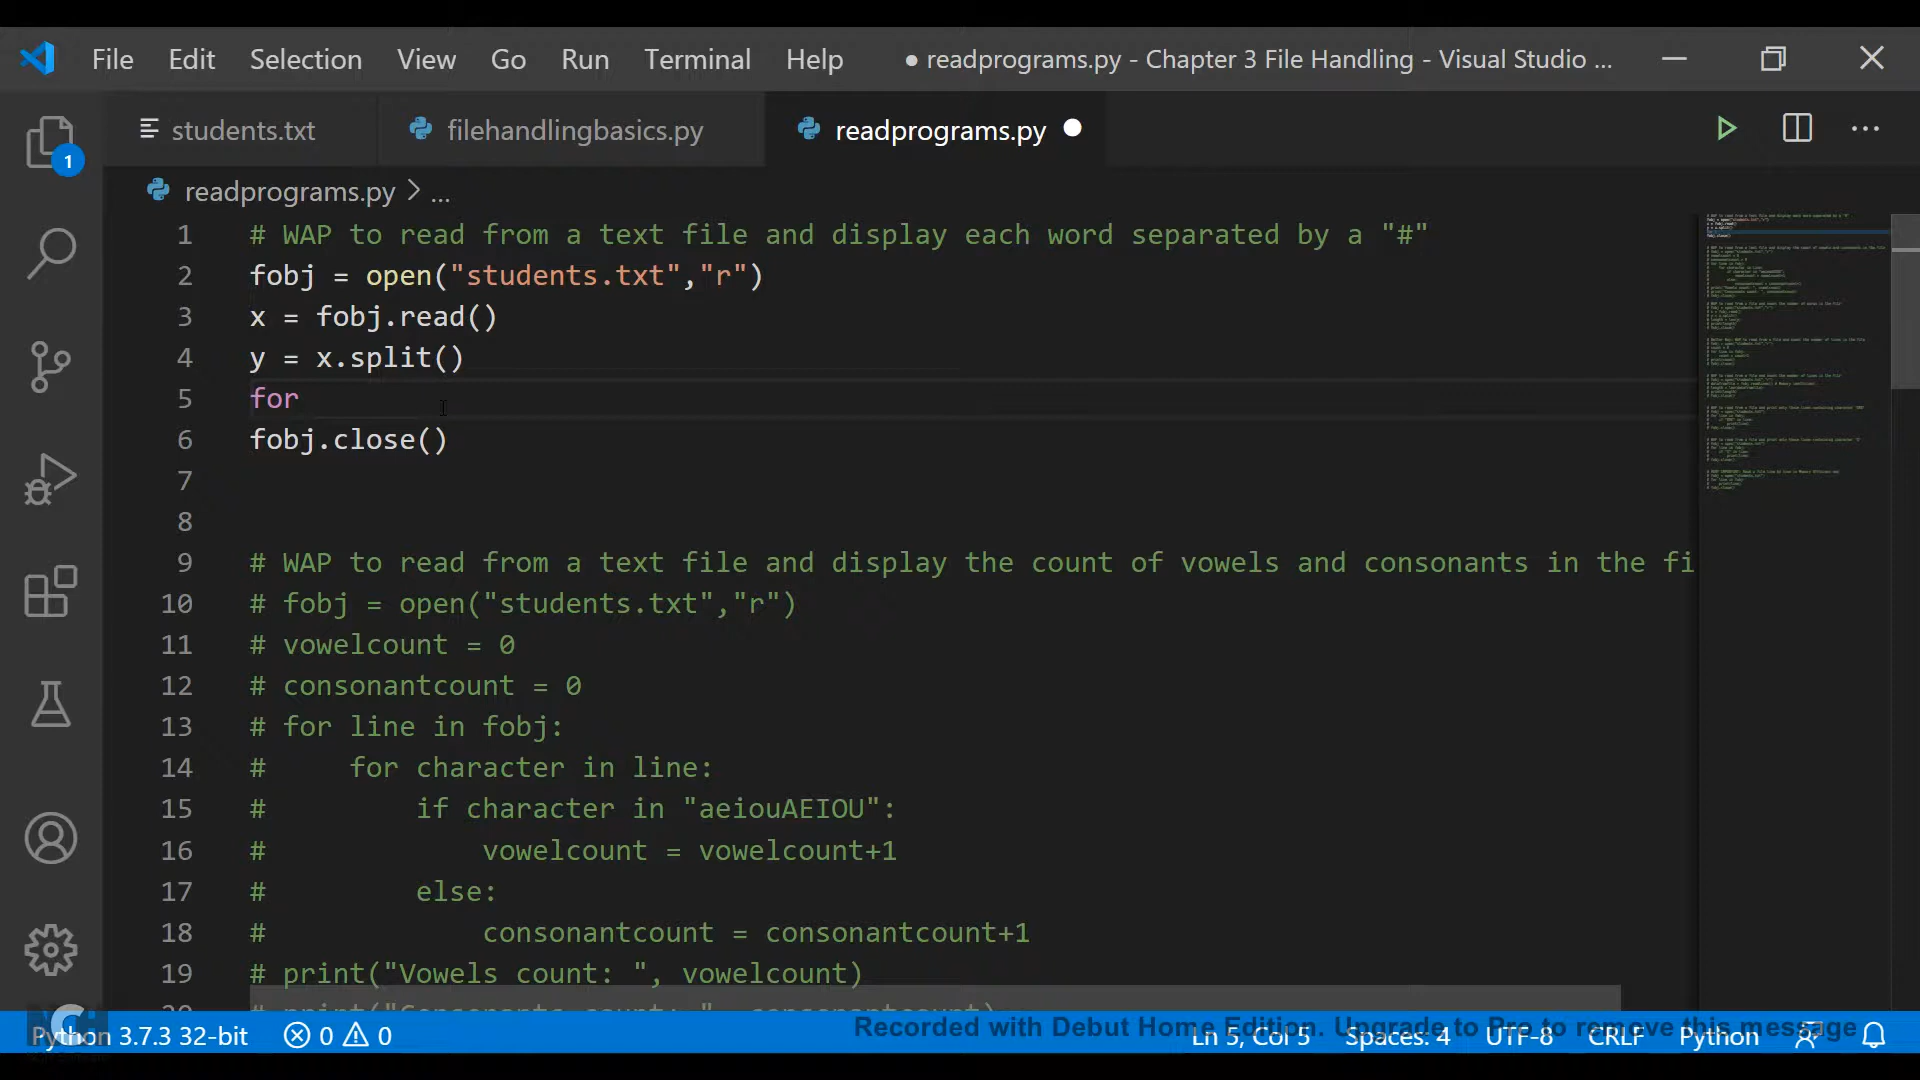 File Edit Selection View Go Run Terminal Help ● readprograms.py - Chapter 3 File Handling - Visual Studio ...
students.txt filehandlingbasics.py readprograms.py ●
1
readprograms.py > ...
1 # WAP to read from a text file and display each word separated by a "#"
2 fobj = open("students.txt","r")
3 x = fobj.read()
4 y = x.split()
5 for
6 fobj.close()
7
8
9 # WAP to read from a text file and display the count of vowels and consonants in the fi
10 # fobj = open("students.txt","r")
11 # vowelcount = 0
12 # consonantcount = 0
13 # for line in fobj:
14 #     for character in line:
15 #         if character in "aeiouAEIOU":
16 #             vowelcount = vowelcount+1
17 #         else:
18 #             consonantcount = consonantcount+1
19 # print("Vowels count: ", vowelcount)
Recorded with Debut Home Edition. Upgrade to Pro to remove this message
Python 3.7.3 32-bit 0 0 Ln 5, Col 5 Spaces: 4 UTF-8 CRLF Python